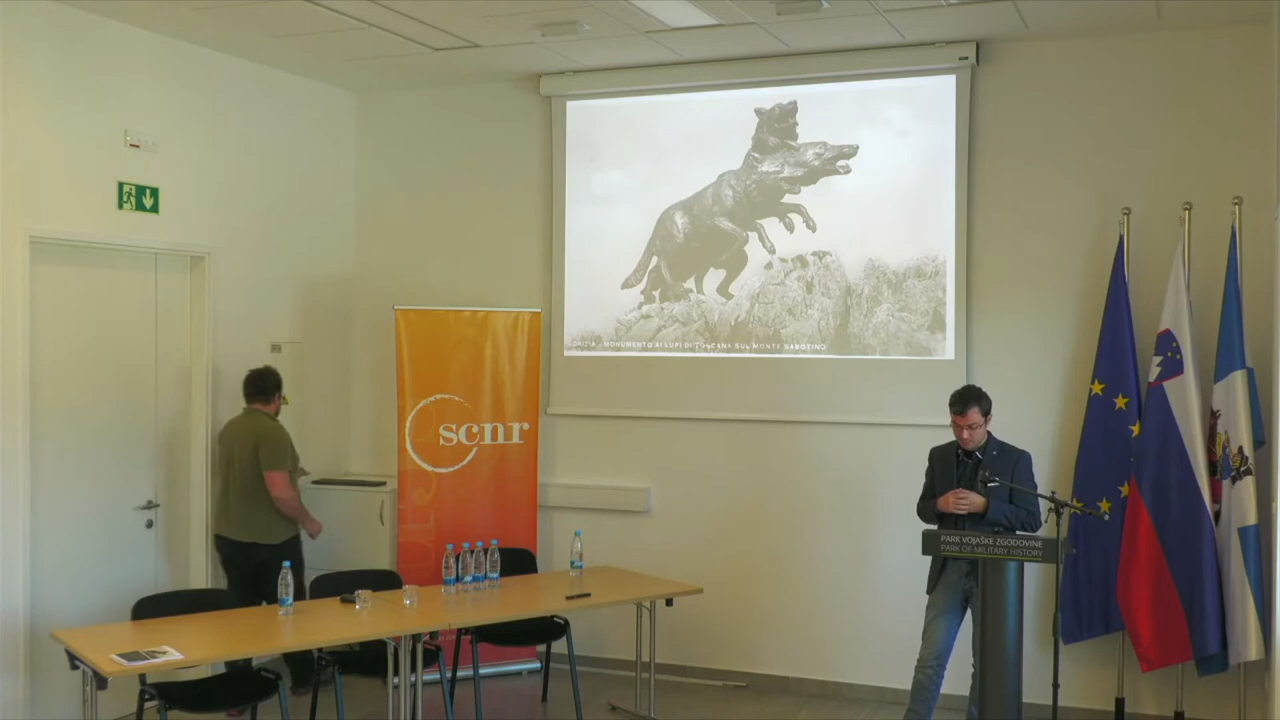 GORIZIA - MONUMENTO AI LUPI DI TOSCANA SUL MONTE SABOTINO
scnr
PARK VOJAŠKE ZGODOVINE
PARK OF MILITARY HISTORY